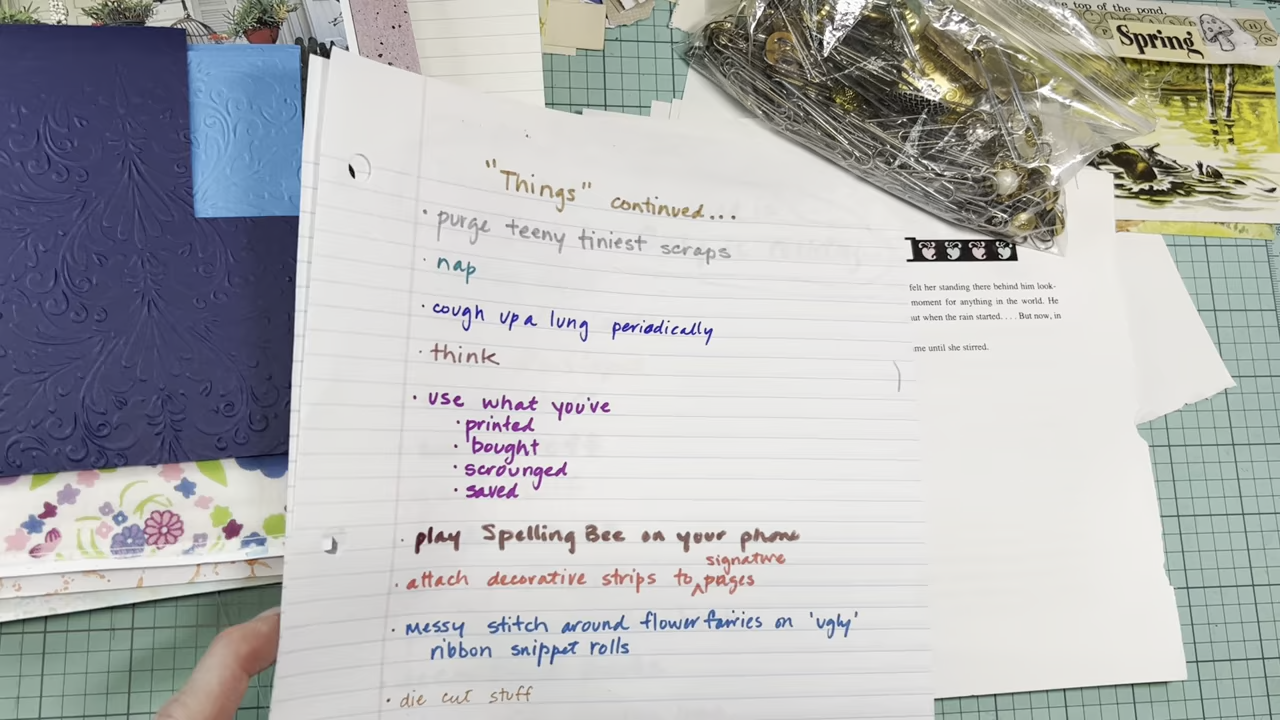 e top of the pond.
Spring
"Things" continued...
· purge teeny tiniest scraps
· nap
· cough up a lung periodically
· think
· use what you've
· printed
· bought
· scrounged
· saved
· play Spelling Bee on your phone
signature
· attach decorative strips to ^ pages
· messy stitch around flower fairies on 'ugly'
ribbon snippet rolls
· die cut stuff
felt her standing there behind him look-
moment for anything in the world. He
ut when the rain started. . . . But now, in
me until she stirred.